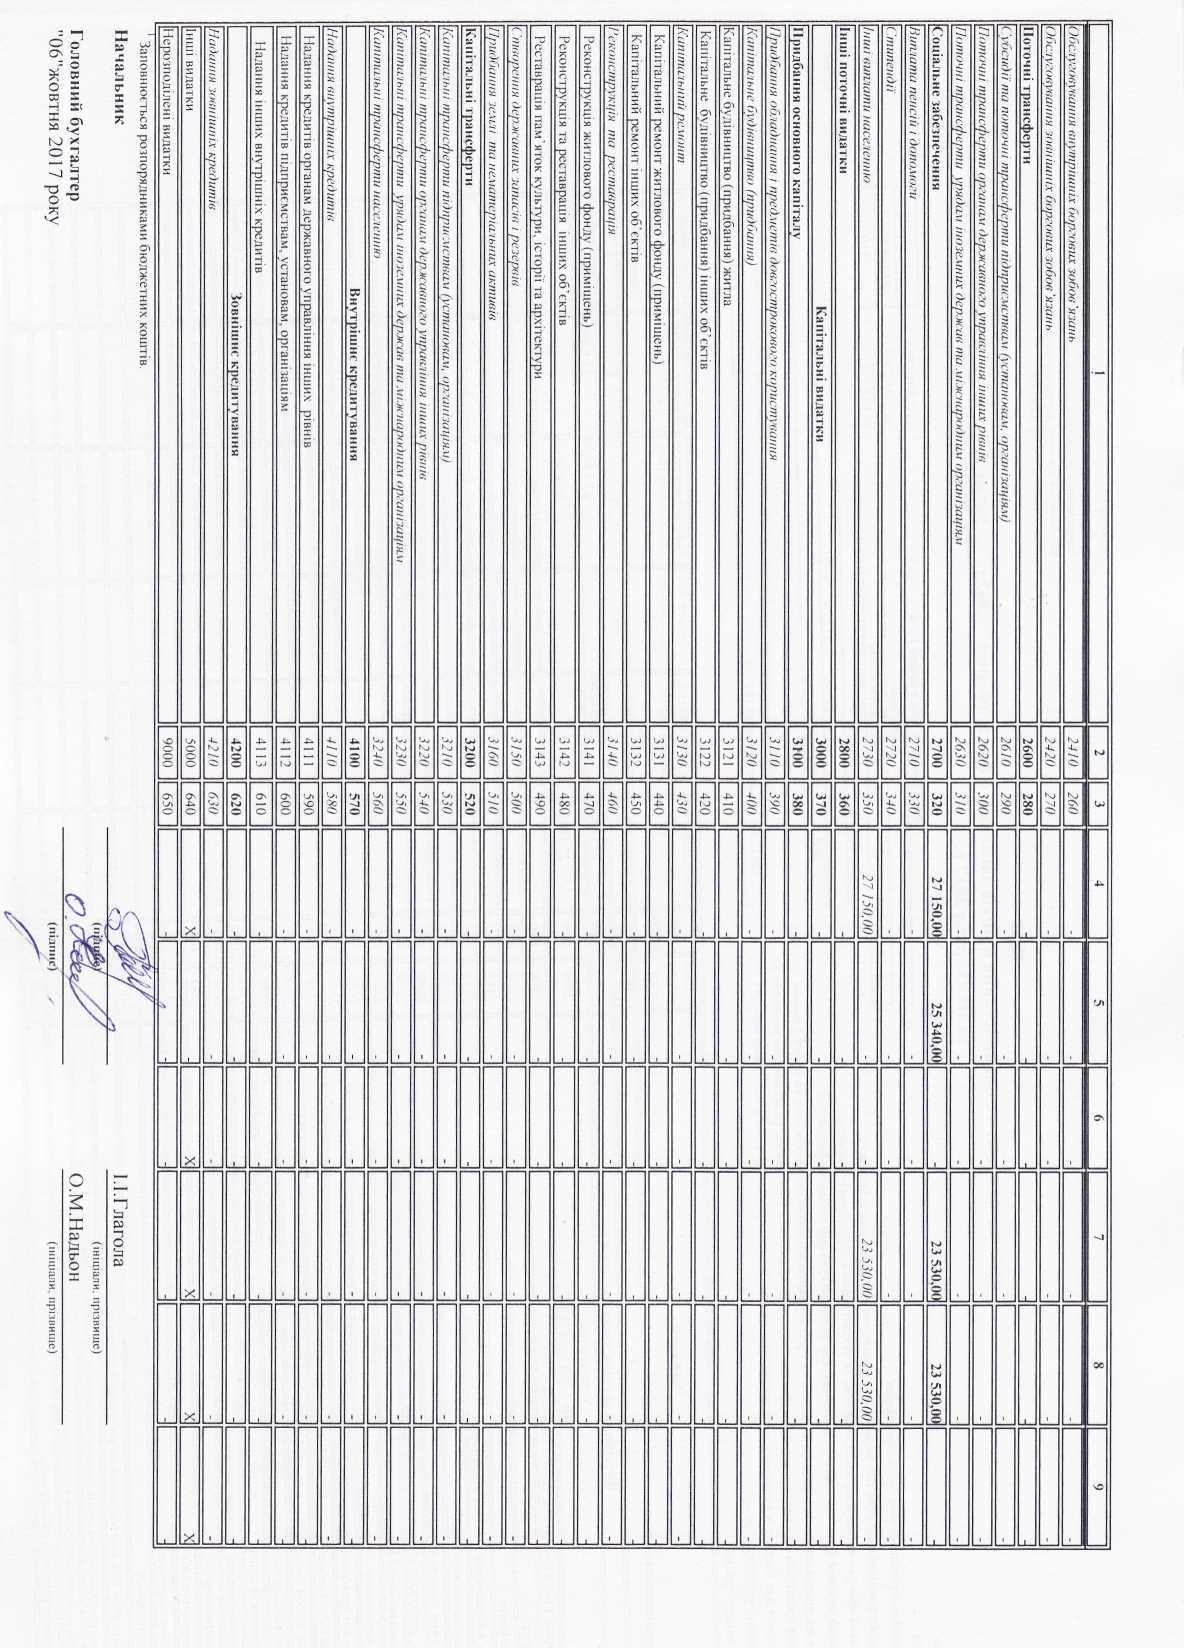 1 2 3 4 5 6 7 8 9
Обслуговування внутрішніх боргових зобов’язань 2410 260 - - - - - -
Обслуговування зовнішніх боргових зобов’язань 2420 270 - - - - - -
Поточні трансферти 2600 280 - - - - - -
Субсидії та поточні трансферти підприємствам (установам, організаціям) 2610 290 - - - - - -
Поточні трансферти органам державного управління інших рівнів 2620 300 - - - - - -
Поточні трансферти урядам іноземних держав та міжнародним організаціям 2630 310 - - - - - -
Соціальне забезпечення 2700 320 27 150,00 25 340,00 - 23 530,00 23 530,00 -
Виплата пенсій і допомоги 2710 330 - - - - - -
Стипендії 2720 340 - - - - - -
Інші виплати населенню 2730 350 27 150,00 - - 23 530,00 23 530,00 -
Інші поточні видатки 2800 360 - - - - - -
Капітальні видатки 3000 370 - - - - - -
Придбання основного капіталу 3100 380 - - - - - -
Придбання обладнання і предметів довгострокового користування 3110 390 - - - - - -
Капітальне будівництво (придбання) 3120 400 - - - - - -
Капітальне будівництво (придбання) житла 3121 410 - - - - - -
Капітальне будівництво (придбання) інших об’єктів 3122 420 - - - - - -
Капітальний ремонт 3130 430 - - - - - -
Капітальний ремонт житлового фонду (приміщень) 3131 440 - - - - - -
Капітальний ремонт інших об’єктів 3132 450 - - - - - -
Реконструкція та реставрація 3140 460 - - - - - -
Реконструкція житлового фонду (приміщень) 3141 470 - - - - - -
Реконструкція та реставрація інших об’єктів 3142 480 - - - - - -
Реставрація пам’яток культури, історії та архітектури 3143 490 - - - - - -
Створення державних запасів і резервів 3150 500 - - - - - -
Придбання землі та нематеріальних активів 3160 510 - - - - - -
Капітальні трансферти 3200 520 - - - - - -
Капітальні трансферти підприємствам (установам, організаціям) 3210 530 - - - - - -
Капітальні трансферти органам державного управління інших рівнів 3220 540 - - - - - -
Капітальні трансферти урядам іноземних держав та міжнародним організаціям 3230 550 - - - - - -
Капітальні трансферти населенню 3240 560 - - - - - -
Внутрішнє кредитування 4100 570 - - - - - -
Надання внутрішніх кредитів 4110 580 - - - - - -
Надання кредитів органам державного управління інших рівнів 4111 590 - - - - - -
Надання кредитів підприємствам, установам, організаціям 4112 600 - - - - - -
Надання інших внутрішніх кредитів 4113 610 - - - - - -
Зовнішнє кредитування 4200 620 - - - - - -
Надання зовнішніх кредитів 4210 630 - - - - - -
Інші видатки 5000 640 X - X X X X
Нерозподілені видатки 9000 650 - - - - - -
¹ Заповнюється розпорядниками бюджетних коштів.
Начальник І.І.Глагола
(підпис) (ініціали, прізвище)
Головний бухгалтер О.М.Надьон
"06"жовтня 2017 року (підпис) (ініціали, прізвище)